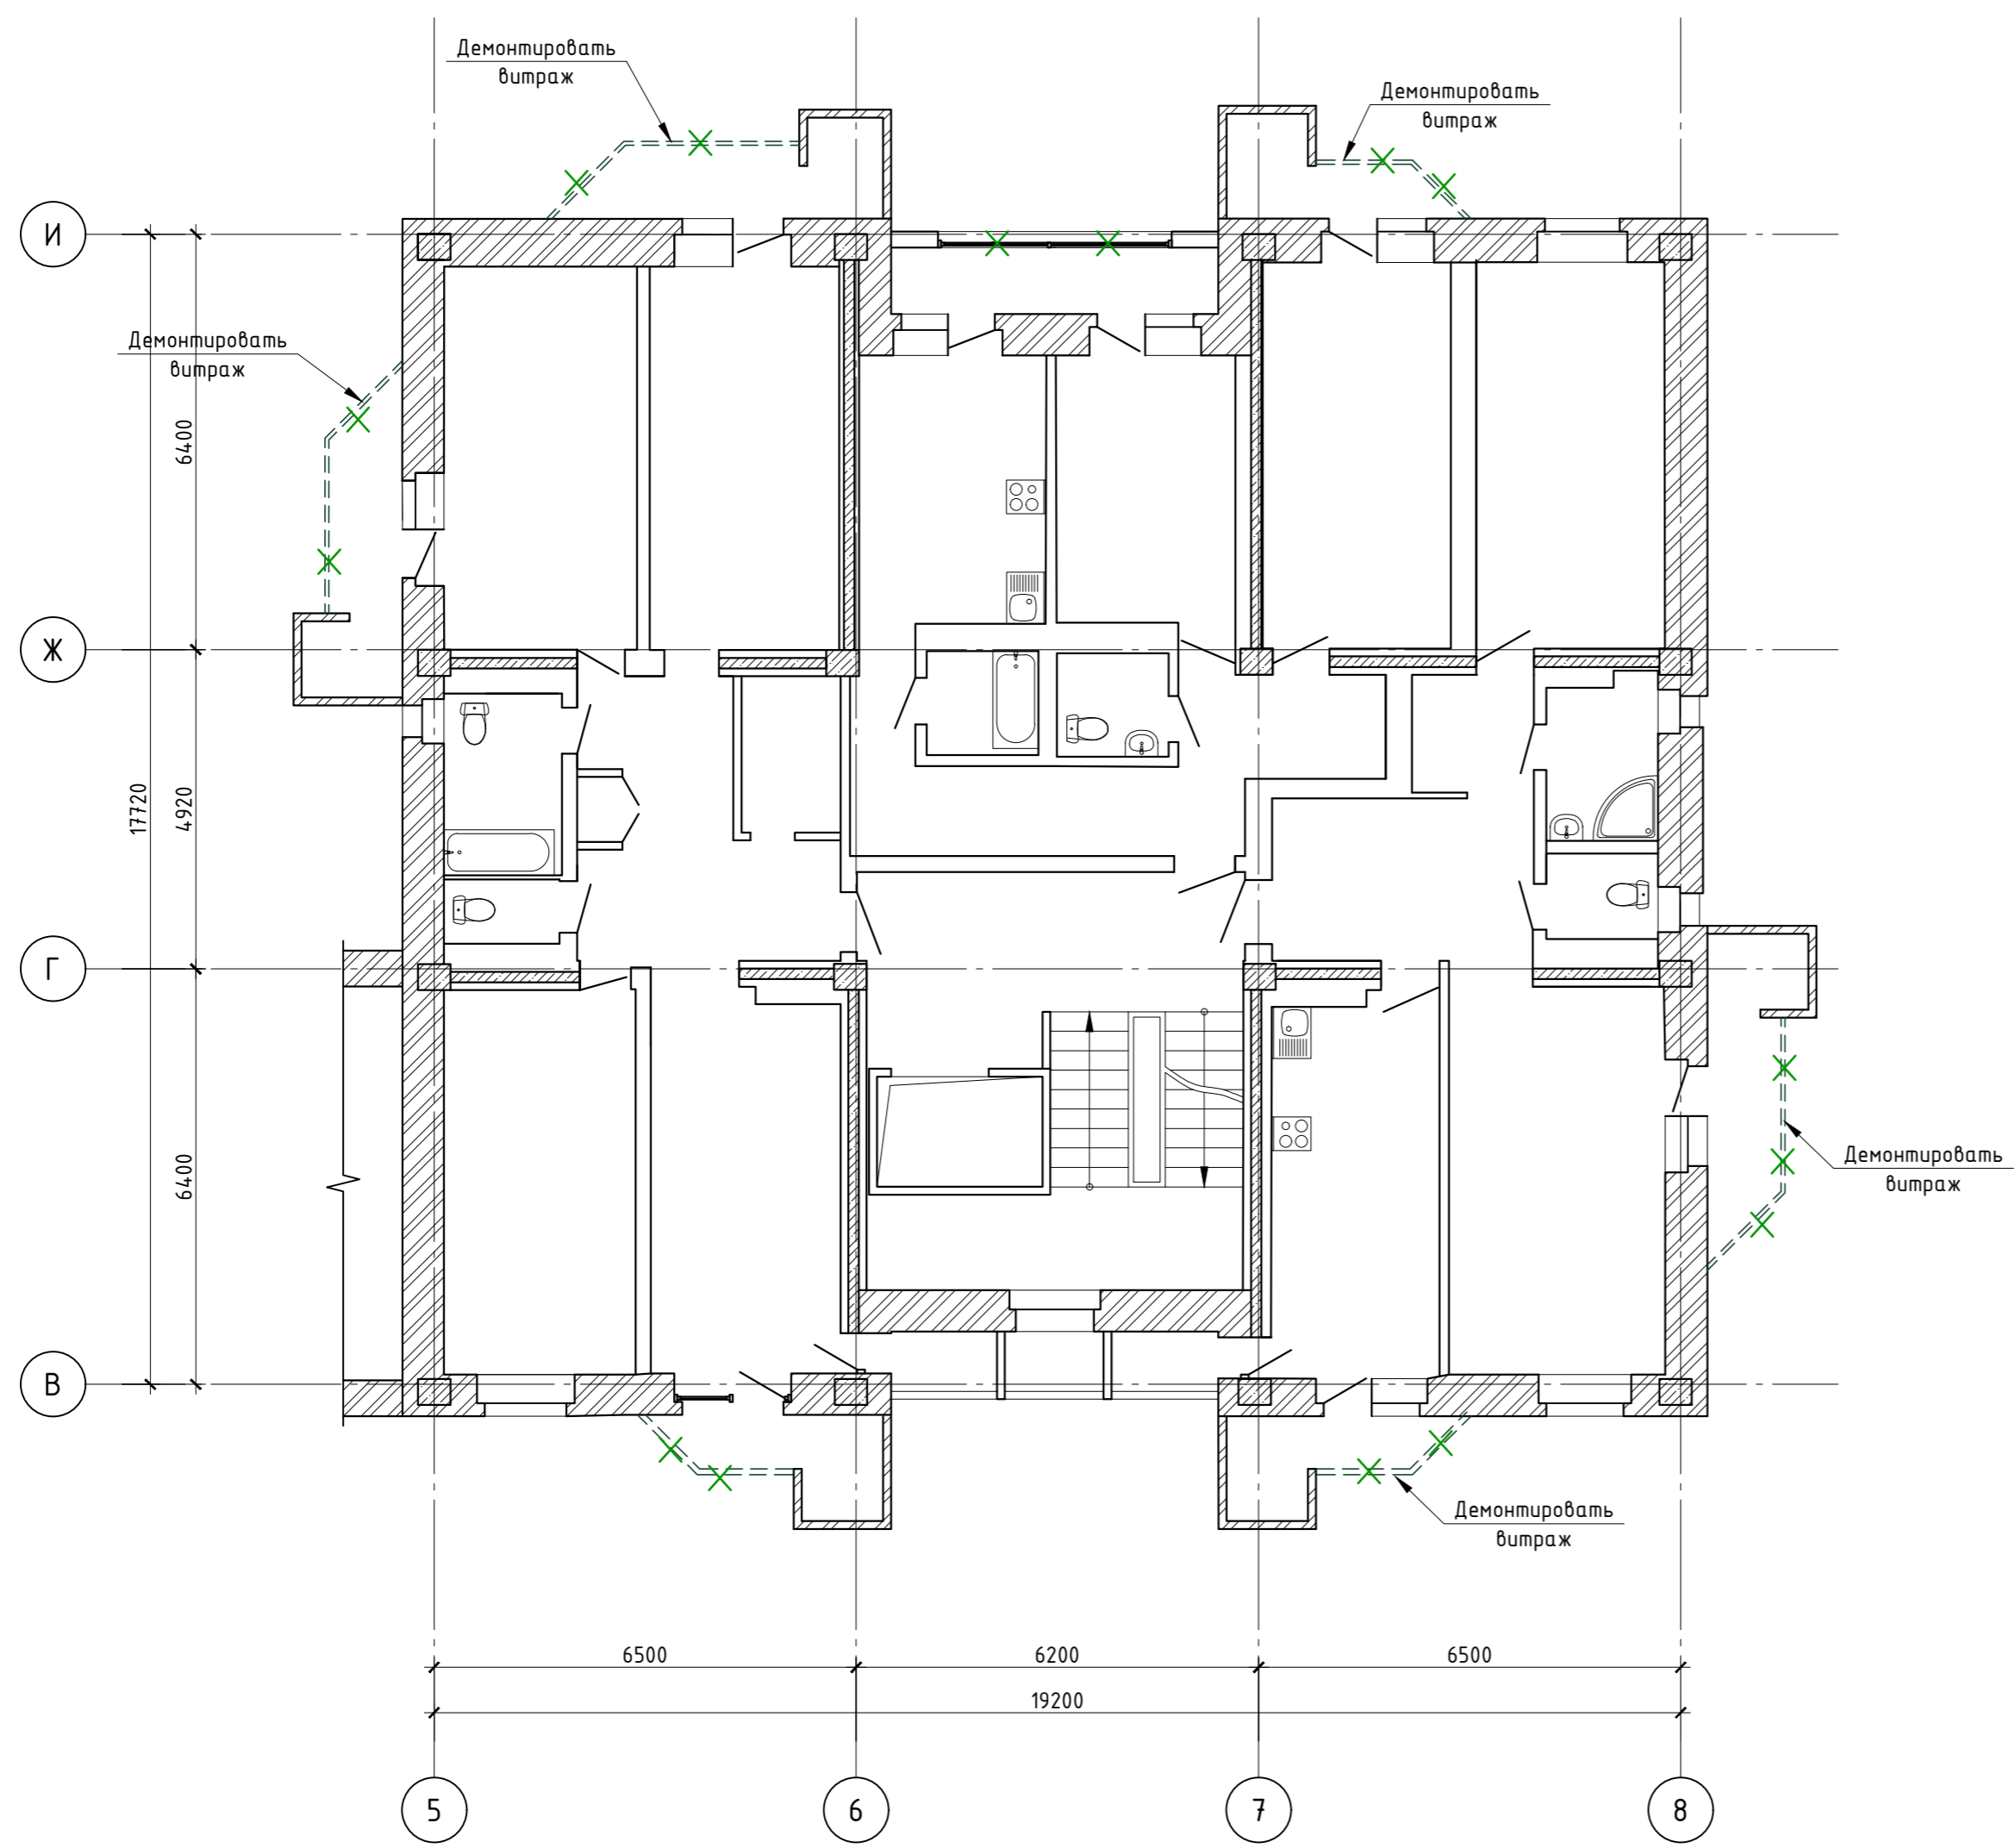 Демонтировать
витраж
Демонтировать
витраж
И
Демонтировать
витраж
6400
Ж
17720
4920
Г
6400
Демонтировать
витраж
В
Демонтировать
витраж
6500
6200
6500
19200
5
6
7
8